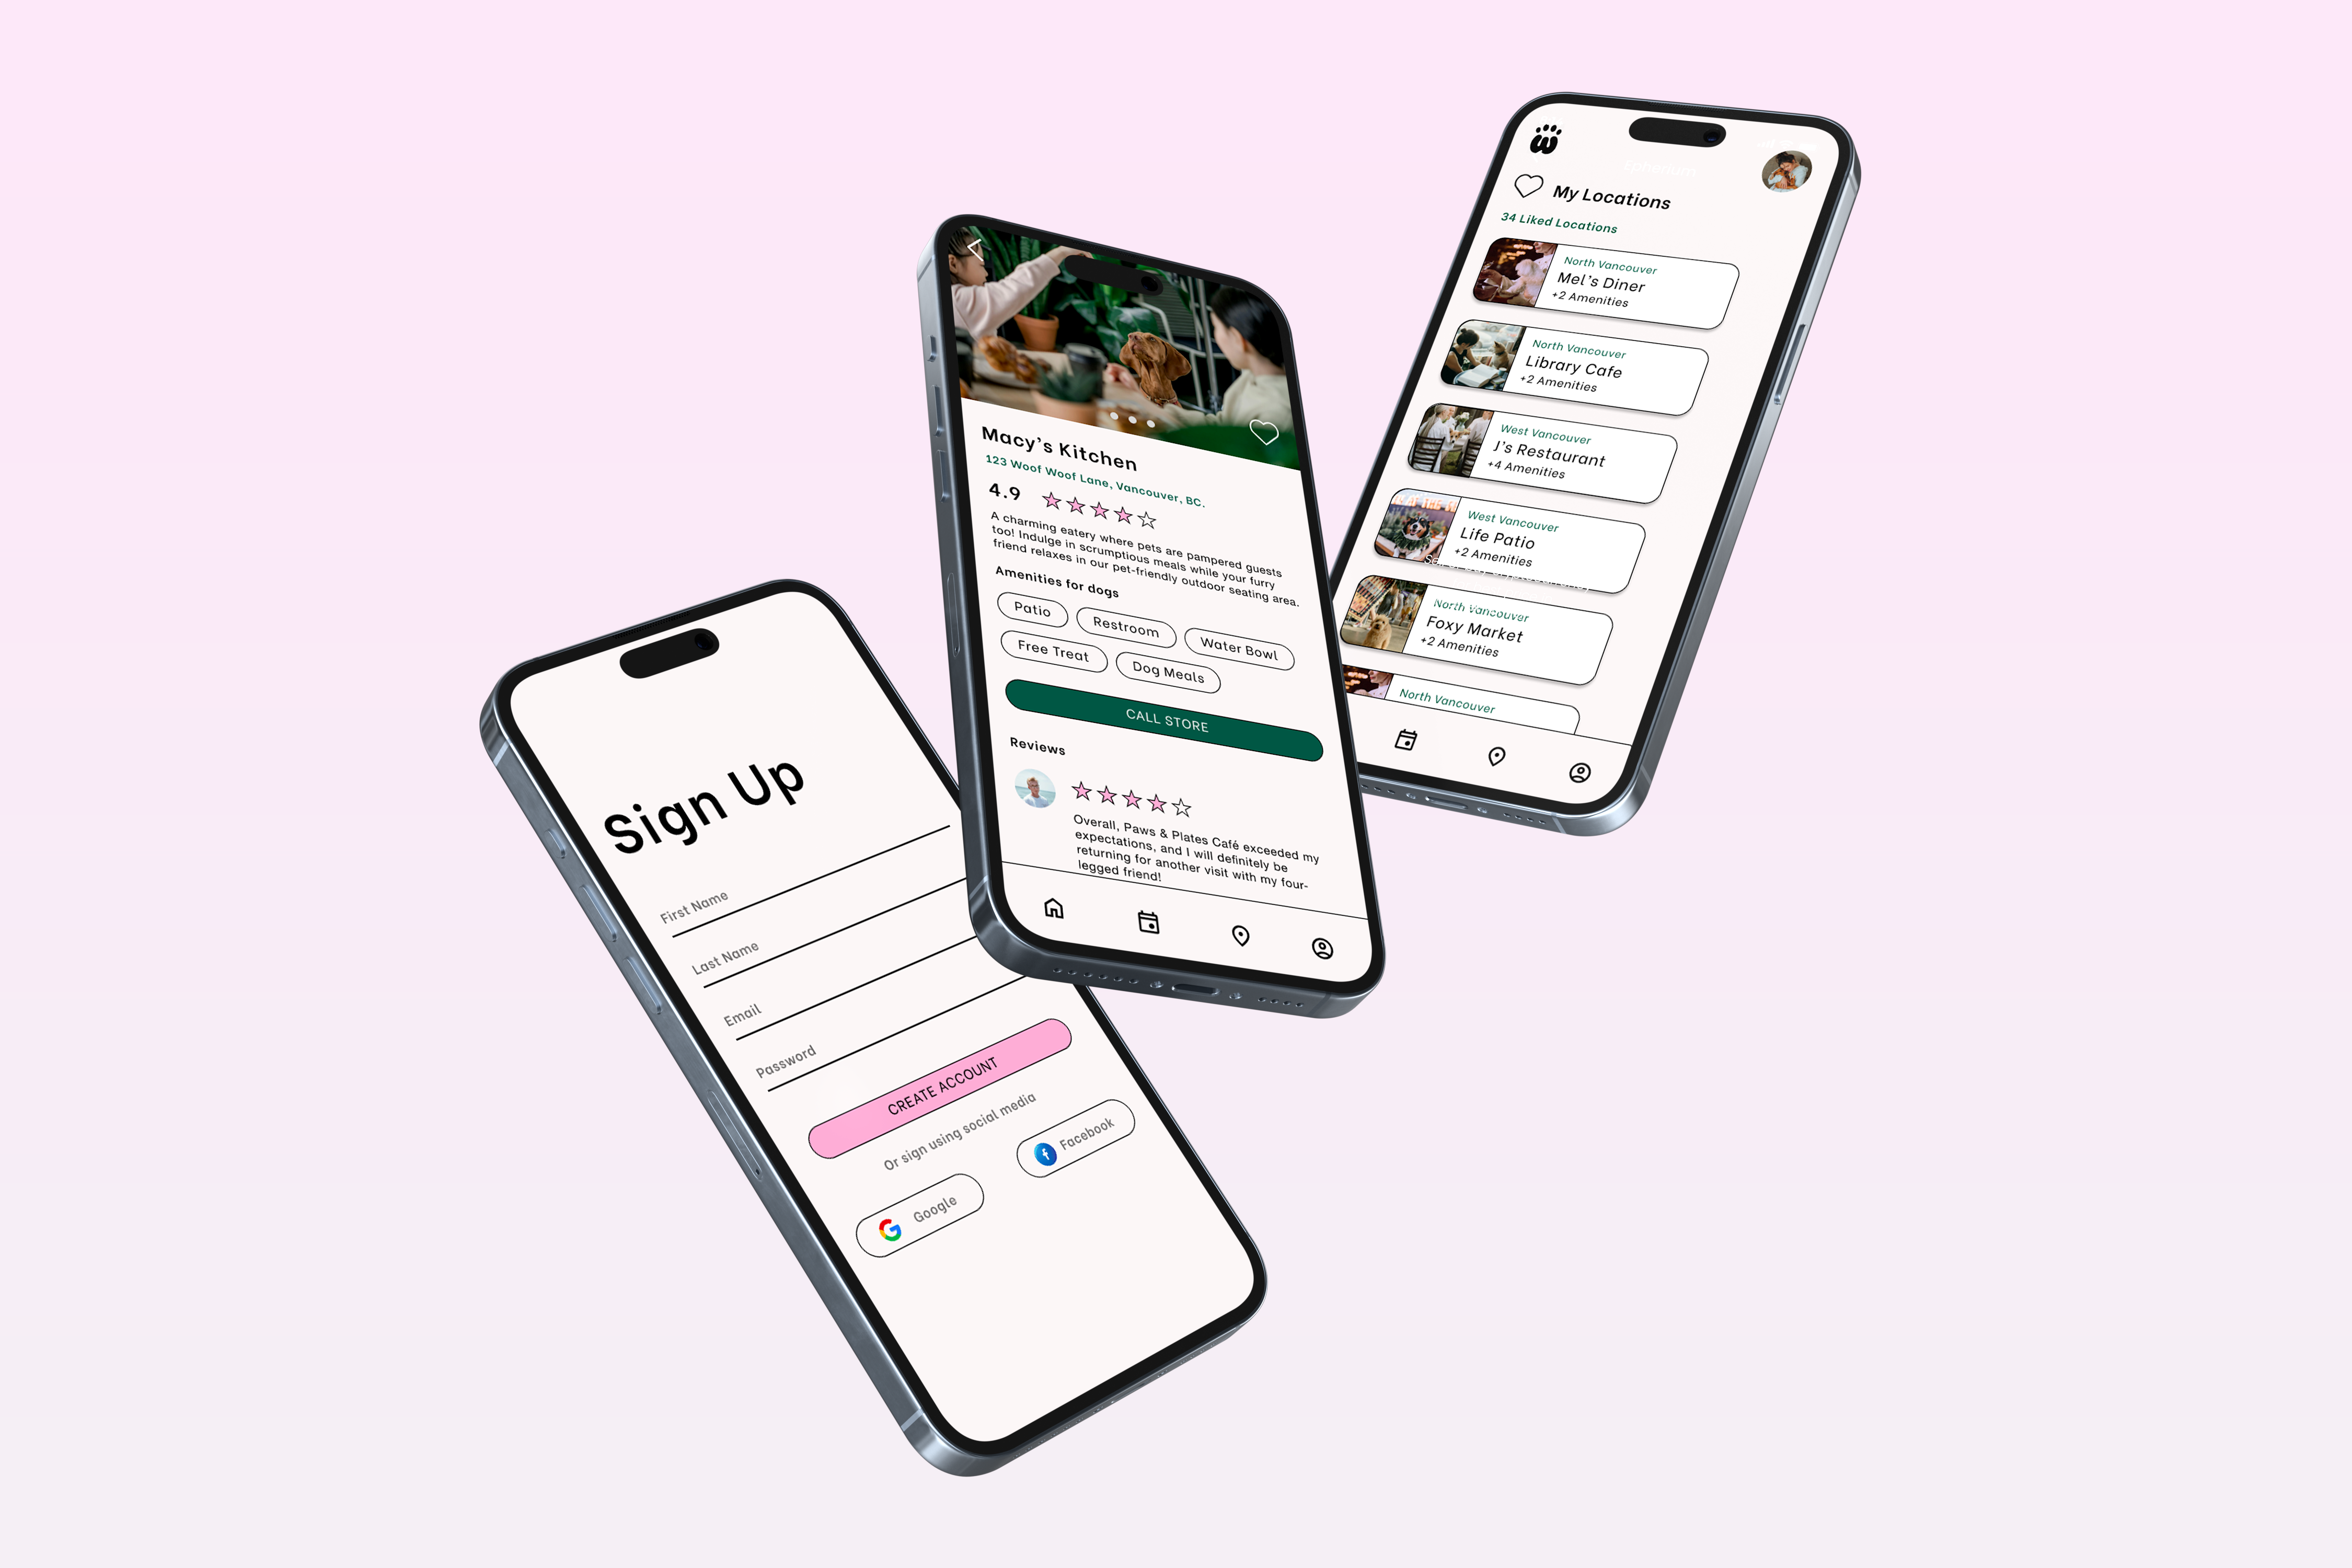 Sign Up
First Name
Last Name
Email
Password
CREATE ACCOUNT
Or sign using social media
Google
Facebook
Macy's Kitchen
123 Woof Woof Lane, Vancouver, BC.
4.9
A charming eatery where pets are pampered guests
too! Indulge in scrumptious meals while your furry
friend relaxes in our pet-friendly outdoor seating area.
Amenities for dogs
Patio
Restroom
Water Bowl
Free Treat
Dog Meals
CALL STORE
Reviews
Overall, Paws & Plates Café exceeded my
expectations, and I will definitely be
returning for another visit with my four-
legged friend!
My Locations
34 Liked Locations
North Vancouver
Mel's Diner
+2 Amenities
North Vancouver
Library Cafe
+2 Amenities
West Vancouver
J's Restaurant
+4 Amenities
West Vancouver
Life Patio
+2 Amenities
North Vancouver
Foxy Market
+2 Amenities
North Vancouver